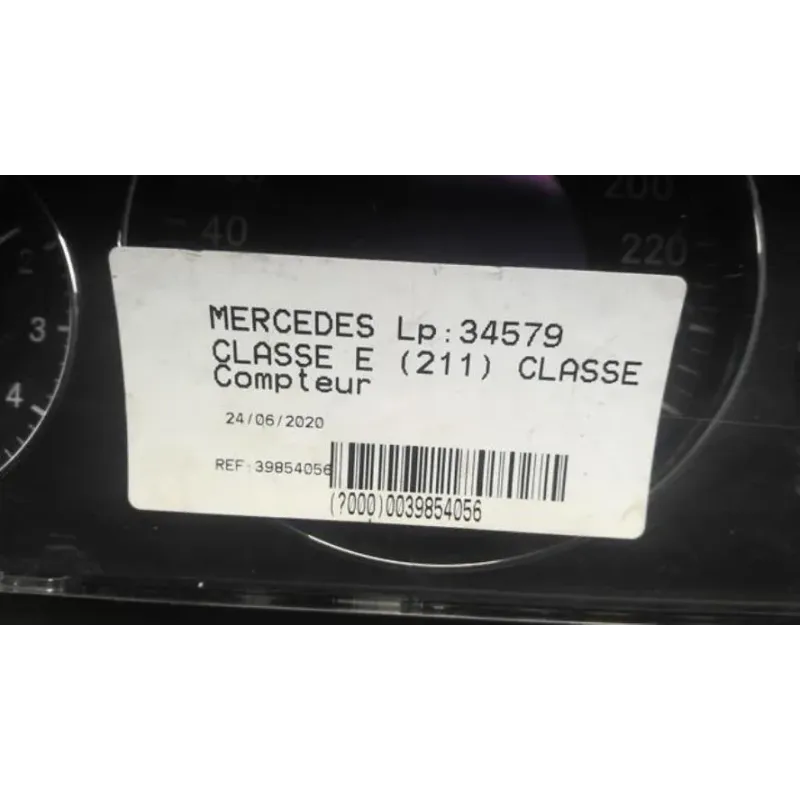 200
40
220
2
3
4
MERCEDES Lp:34579
CLASSE E (211) CLASSE
Compteur
24/06/2020
REF:39854056
(?000)0039854056